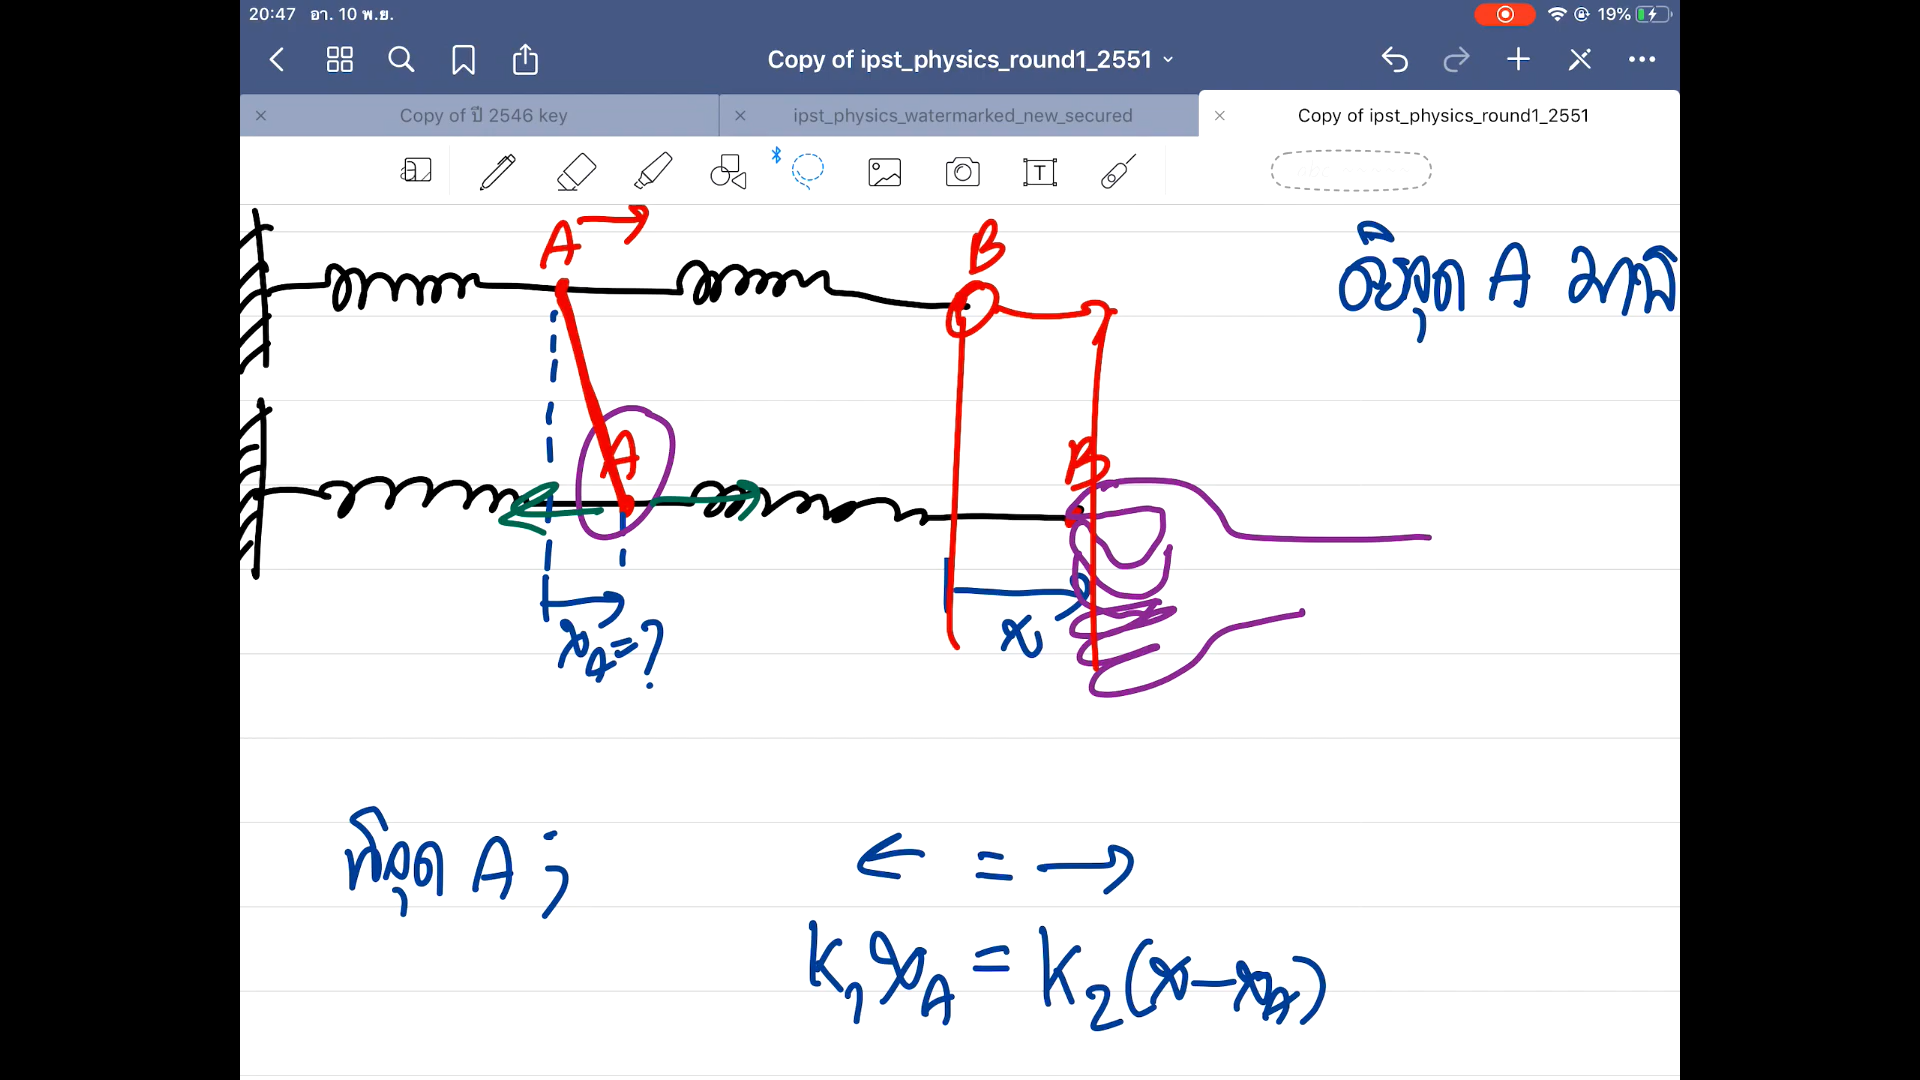 20:47 อา. 10 พ.ย. 19%
Copy of ipst_physics_round1_2551
Copy of ปี 2546 key
ipst_physics_watermarked_new_secured
Copy of ipst_physics_round1_2551
A → B
A
B
x
x_A = ?
ที่จุด A ; ← = →
k₁x_A = k₂(x - x_A)